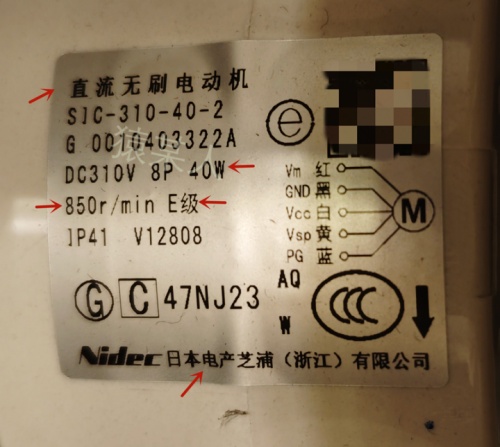 直流无刷电动机
SIC-310-40-2
G 0010403322A
DC310V 8P 40W
850r/min E级
IP41 V12808
e
Vm 红
GND 黑
Vcc 白
Vsp 黄
PG 蓝
M
G C 47NJ23
AQ
W
CCC
Nidec 日本电产芝浦（浙江）有限公司